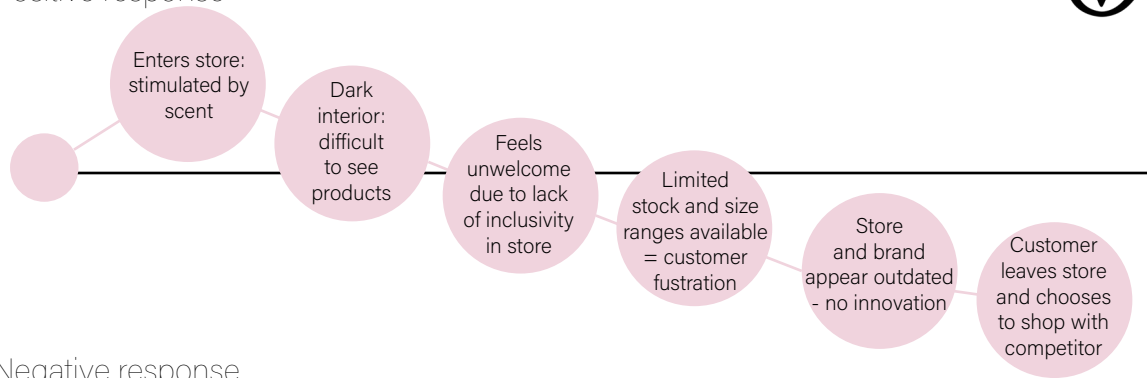 ositive response
Enters store:
stimulated by
scent
Dark
interior:
difficult
to see
products
Feels
unwelcome
due to lack
of inclusivity
in store
Limited
stock and size
ranges available
= customer
fustration
Store
and brand
appear outdated
- no innovation
Customer
leaves store
and chooses
to shop with
competitor
Negative response